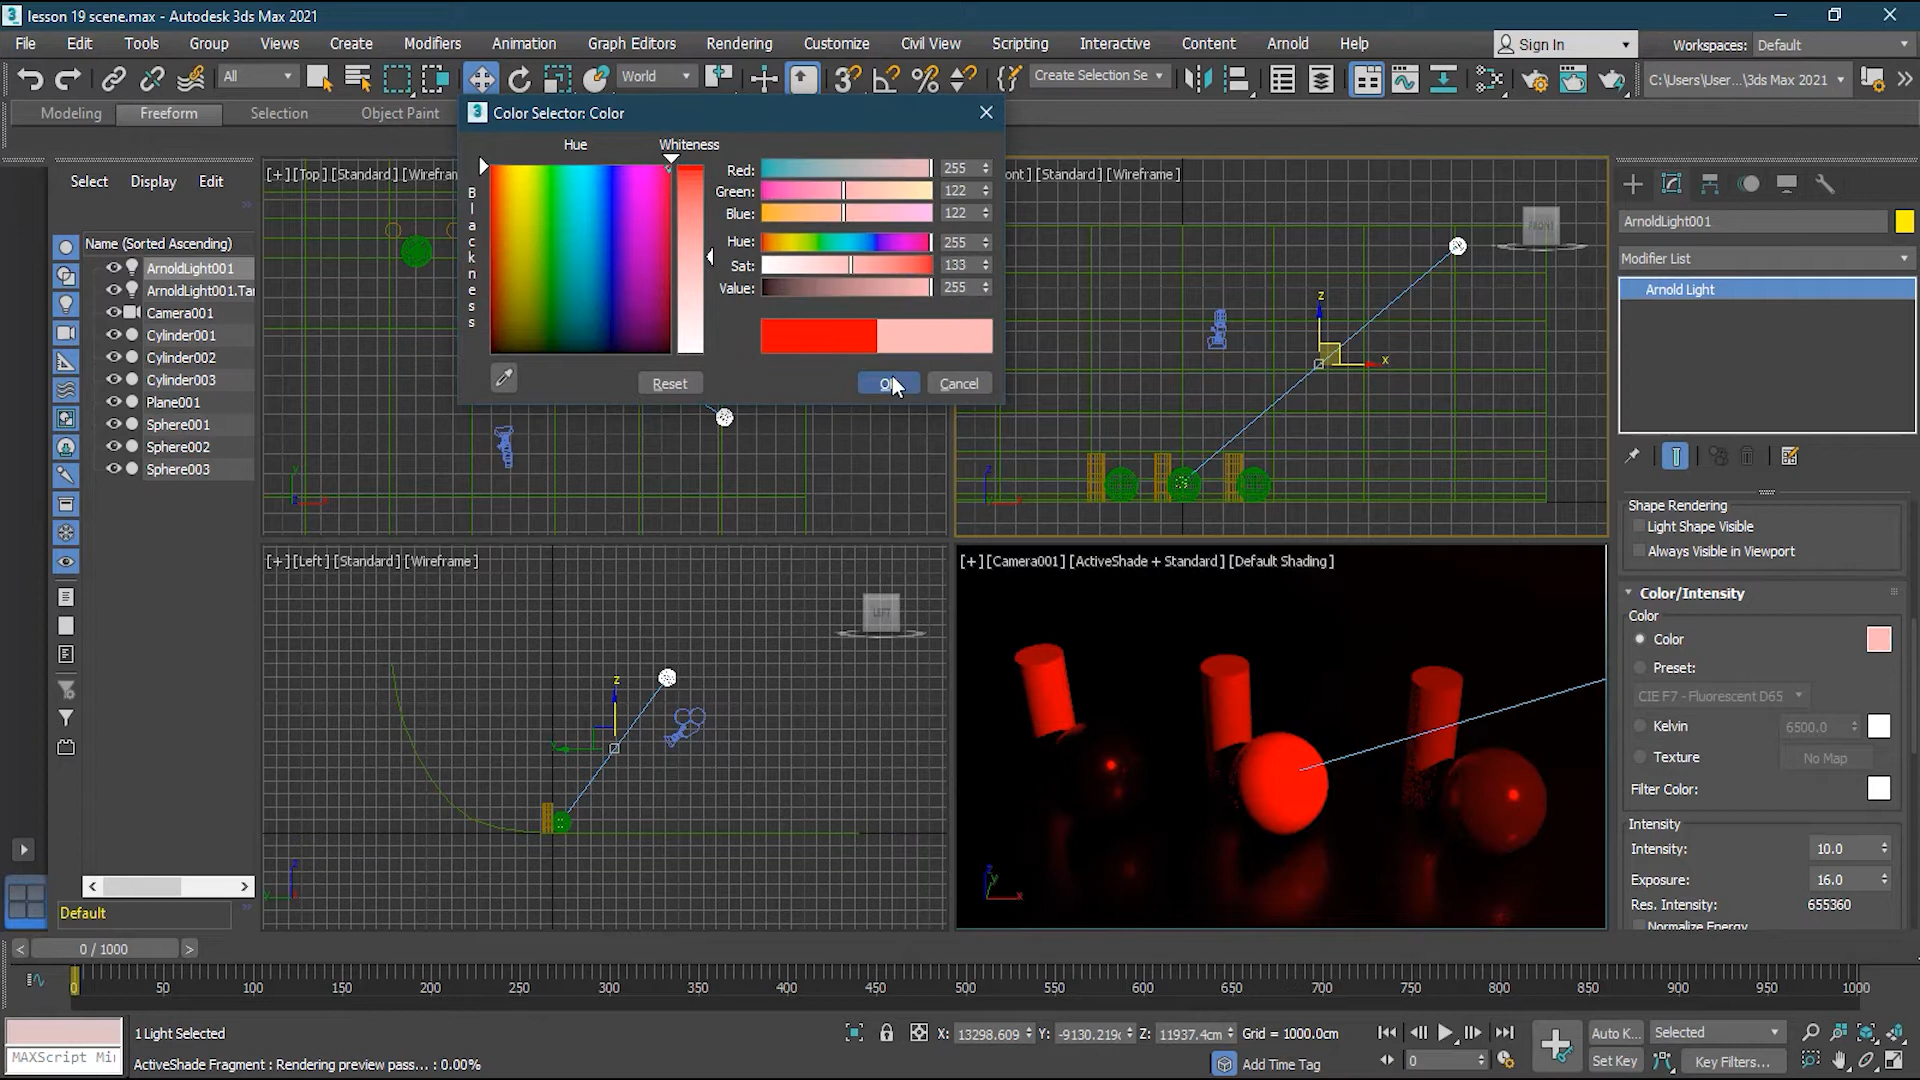 lesson 19 scene.max - Autodesk 3ds Max 2021
File Edit Tools Group Views Create Modifiers Animation Graph Editors Rendering Customize Civil View Scripting Interactive Content Arnold Help
Sign In
Workspaces: Default
All
World
Create Selection Se
C:\Users\User...\3ds Max 2021
Modeling Freeform Selection Object Paint
Color Selector: Color
Hue
Whiteness
Blackness
Red: 255
Green: 122
Blue: 122
Hue: 255
Sat: 133
Value: 255
Reset
Cancel
Select Display Edit
Name (Sorted Ascending)
ArnoldLight001
ArnoldLight001.Tar
Camera001
Cylinder001
Cylinder002
Cylinder003
Plane001
Sphere001
Sphere002
Sphere003
Default
[+][Top][Standard][Wirefram
ont][Standard][Wireframe]
FRONT
z
x
[+][Left][Standard][Wireframe]
LEFT
z
[+][Camera001][ActiveShade + Standard][Default Shading]
ArnoldLight001
Modifier List
Arnold Light
Shape Rendering
Light Shape Visible
Always Visible in Viewport
Color/Intensity
Color
Color
Preset:
CIE F7 - Fluorescent D65
Kelvin 6500.0
Texture No Map
Filter Color:
Intensity
Intensity: 10.0
Exposure: 16.0
Res. Intensity: 655360
Normalize Energy
< 0 / 1000 >
0 50 100 150 200 250 300 350 400 450 500 550 600 650 700 750 800 850 900 950 1000
1 Light Selected
X: 13298.609 Y: -9130.219c Z: 11937.4cm Grid = 1000.0cm
Auto K... Selected
MAXScript Mi
ActiveShade Fragment : Rendering preview pass... : 0.00%
Add Time Tag
0
Set Key Key Filters...